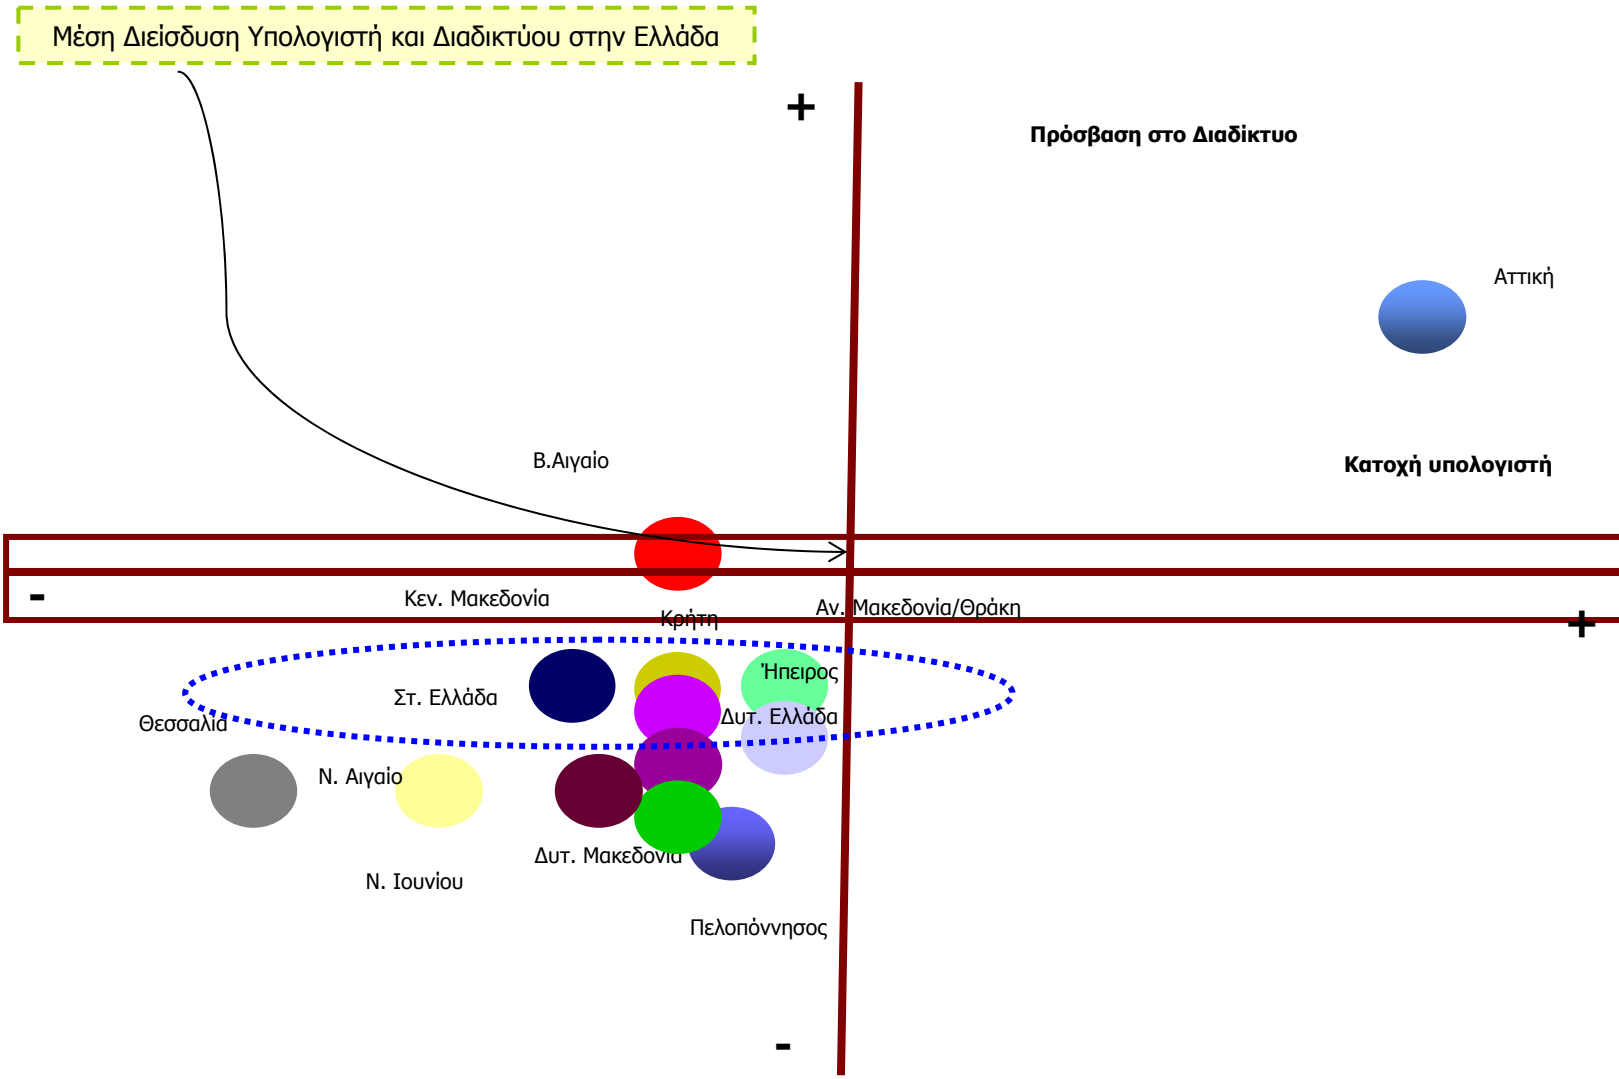 Μέση Διείσδυση Υπολογιστή και Διαδικτύου στην Ελλάδα
+
Πρόσβαση στο Διαδίκτυο
Αττική
Β.Αιγαίο
Κατοχή υπολογιστή
-
Κεν. Μακεδονία
Κρήτη
Αν. Μακεδονία/Θράκη
+
Ήπειρος
Στ. Ελλάδα
Δυτ. Ελλάδα
Θεσσαλία
Ν. Αιγαίο
Δυτ. Μακεδονία
Ν. Ιουνίου
Πελοπόννησος
-